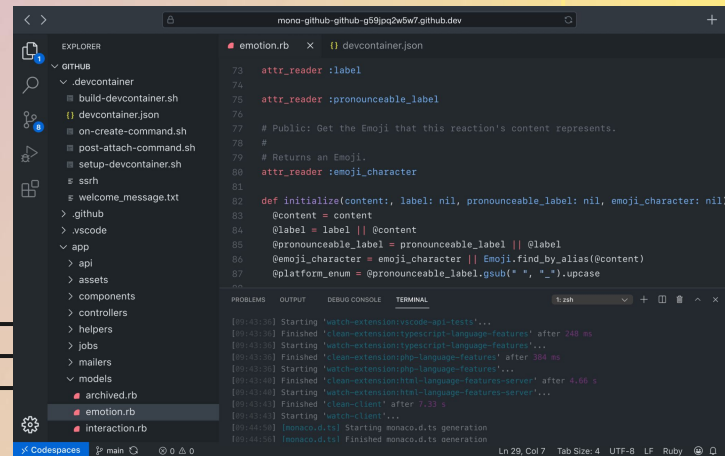 mona-github-github-g59jpq2w5w7.github.dev
EXPLORER
emotion.rb
{} devcontainer.json
1
8
GITHUB
.devcontainer
build-devcontainer.sh
{} devcontainer.json
on-create-command.sh
post-attach-command.sh
setup-devcontainer.sh
ssrh
welcome_message.txt
.github
.vscode
app
api
assets
components
controllers
helpers
jobs
mailers
models
archived.rb
emotion.rb
interaction.rb
73 attr_reader :label
74
75 attr_reader :pronounceable_label
76
77 # Public: Get the Emoji that this reaction's content represents.
78 #
79 # Returns an Emoji.
80 attr_reader :emoji_character
81
82 def initialize(content:, label: nil, pronounceable_label: nil, emoji_character: nil)
83 @content = content
84 @label = label || @content
85 @pronounceable_label = pronounceable_label || @label
86 @emoji_character = emoji_character || Emoji.find_by_alias(@content)
87 @platform_enum = @pronounceable_label.gsub(" ", "_").upcase
PROBLEMS OUTPUT DEBUG CONSOLE TERMINAL 1: zsh
[09:43:36] Starting 'watch-extension:vscode-api-tests'...
[09:43:36] Finished 'clean-extension:typescript-language-features' after 248 ms
[09:43:36] Starting 'watch-extension:typescript-language-features'...
[09:43:36] Finished 'clean-extension:php-language-features' after 384 ms
[09:43:36] Starting 'watch-extension:php-language-features'...
[09:43:40] Finished 'clean-extension:html-language-features-server' after 4.66 s
[09:43:40] Starting 'watch-extension:html-language-features-server'...
[09:43:43] Finished 'clean-client' after 7.33 s
[09:43:43] Starting 'watch-client'...
[09:44:56] [monaco.d.ts] Starting monaco.d.ts generation
[09:44:56] [monaco.d.ts] Finished monaco.d.ts generation
Codespaces main 0 0 Ln 29, Col 7 Tab Size: 4 UTF-8 LF Ruby